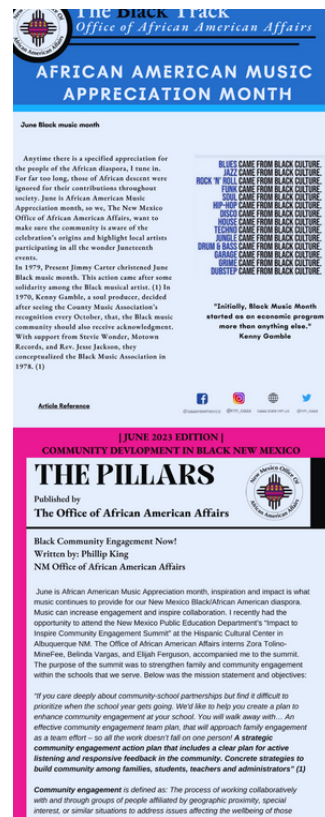 The Black Track
Office of African American Affairs
AFRICAN AMERICAN MUSIC
APPRECIATION MONTH
June Black music month
Anytime there is a specified appreciation for
the people of the African diaspora, I tune in.
For far too long, those of African descent were
ignored for their contributions throughout
society. June is African American Music
Appreciation month, so we, The New Mexico
Office of African American Affairs, want to
make sure the community is aware of the
celebration's origins and highlight local artists
participating in all the wonder Juneteenth
events.
In 1979, Present Jimmy Carter christened June
Black music month. This action came after some
solidarity among the Black musical artist. (1) In
1970, Kenny Gamble, a soul producer, decided
after seeing the County Music Association's
recognition every October, that, the Black music
community should also receive acknowledgment.
With support from Stevie Wonder, Motown
Records, and Rev. Jesse Jackson, they
conceptualized the Black Music Association in
1978. (1)
Article Reference
BLUES CAME FROM BLACK CULTURE.
JAZZ CAME FROM BLACK CULTURE.
ROCK 'N' ROLL CAME FROM BLACK CULTURE.
FUNK CAME FROM BLACK CULTURE.
SOUL CAME FROM BLACK CULTURE.
HIP-HOP CAME FROM BLACK CULTURE.
DISCO CAME FROM BLACK CULTURE.
HOUSE CAME FROM BLACK CULTURE.
TECHNO CAME FROM BLACK CULTURE.
JUNGLE CAME FROM BLACK CULTURE.
DRUM & BASS CAME FROM BLACK CULTURE.
GARAGE CAME FROM BLACK CULTURE.
GRIME CAME FROM BLACK CULTURE.
DUBSTEP CAME FROM BLACK CULTURE.
"Initially, Black Music Month
started as an economic program
more than anything else."
Kenny Gamble
| JUNE 2023 EDITION |
COMMUNITY DEVLOPMENT IN BLACK NEW MEXICO
THE PILLARS
Published by
The Office of African American Affairs
New Mexico Office Of
African American Affairs
Black Community Engagement Now!
Written by: Phillip King
NM Office of African American Affairs
June is African American Music Appreciation month, inspiration and impact is what
music continues to provide for our New Mexico Black/African American diaspora.
Music can increase engagement and inspire collaboration. I recently had the
opportunity to attend the New Mexico Public Education Department's "Impact to
Inspire Community Engagement Summit" at the Hispanic Cultural Center in
Albuquerque NM. The Office of African American Affairs interns Zora Tolino-
MineFee, Belinda Vargas, and Elijah Ferguson, accompanied me to the summit.
The purpose of the summit was to strengthen family and community engagement
within the schools that we serve. Below was the mission statement and objectives:
"If you care deeply about community-school partnerships but find it difficult to
prioritize when the school year gets going. We'd like to help you create a plan to
enhance community engagement at your school. You will walk away with… An
effective community engagement team plan, that will approach family engagement
as a team effort – so all the work doesn't fall on one person! A strategic
community engagement action plan that includes a clear plan for active
listening and responsive feedback in the community. Concrete strategies to
build community among families, students, teachers and administrators" (1)
Community engagement is defined as: The process of working collaboratively
with and through groups of people affiliated by geographic proximity, special
interest, or similar situations to address issues affecting the wellbeing of those